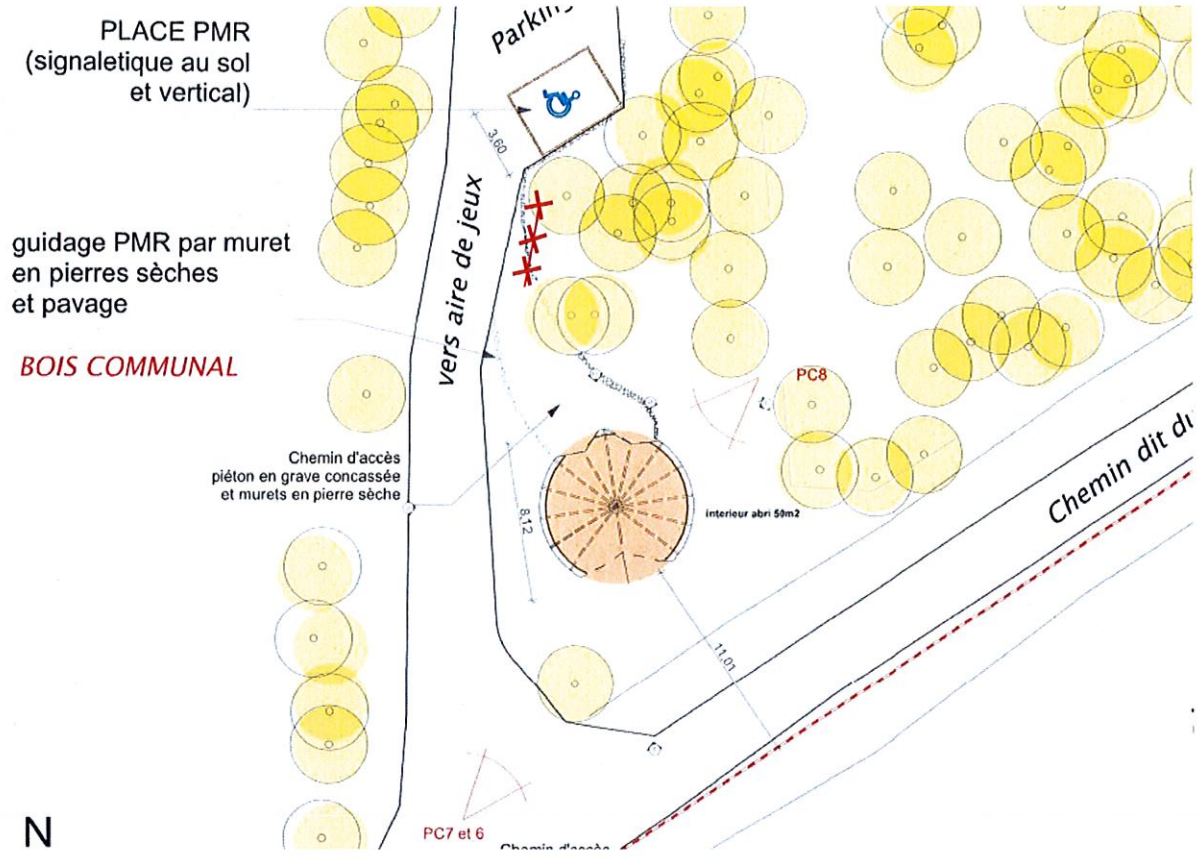 PLACE PMR
(signaletique au sol
et vertical)
Parking
3,60
guidage PMR par muret
en pierres sèches
et pavage
vers aire de jeux
BOIS COMMUNAL
PC8
Chemin d'accès
piéton en grave concassée
et murets en pierre sèche
8,12
interieur abri 50m2
Chemin dit du
11,01
PC7 et 6
N
Chemin d'accès